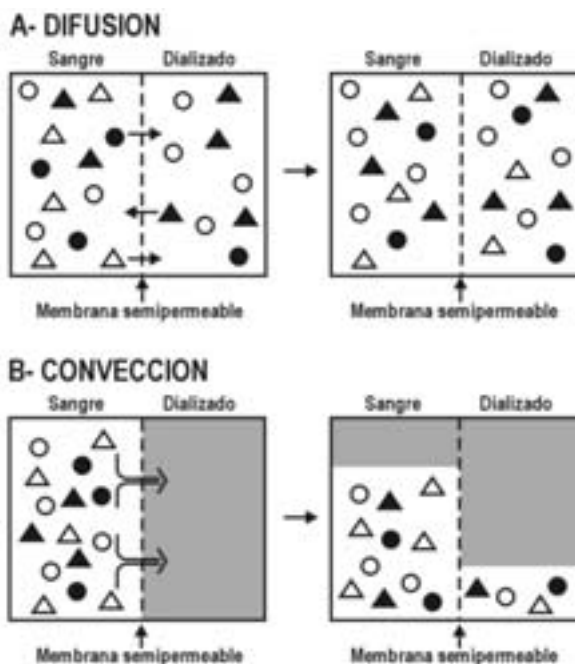 A- DIFUSION
Sangre Dializado Sangre Dializado
Membrana semipermeable Membrana semipermeable
B- CONVECCION
Sangre Dializado Sangre Dializado
Membrana semipermeable Membrana semipermeable